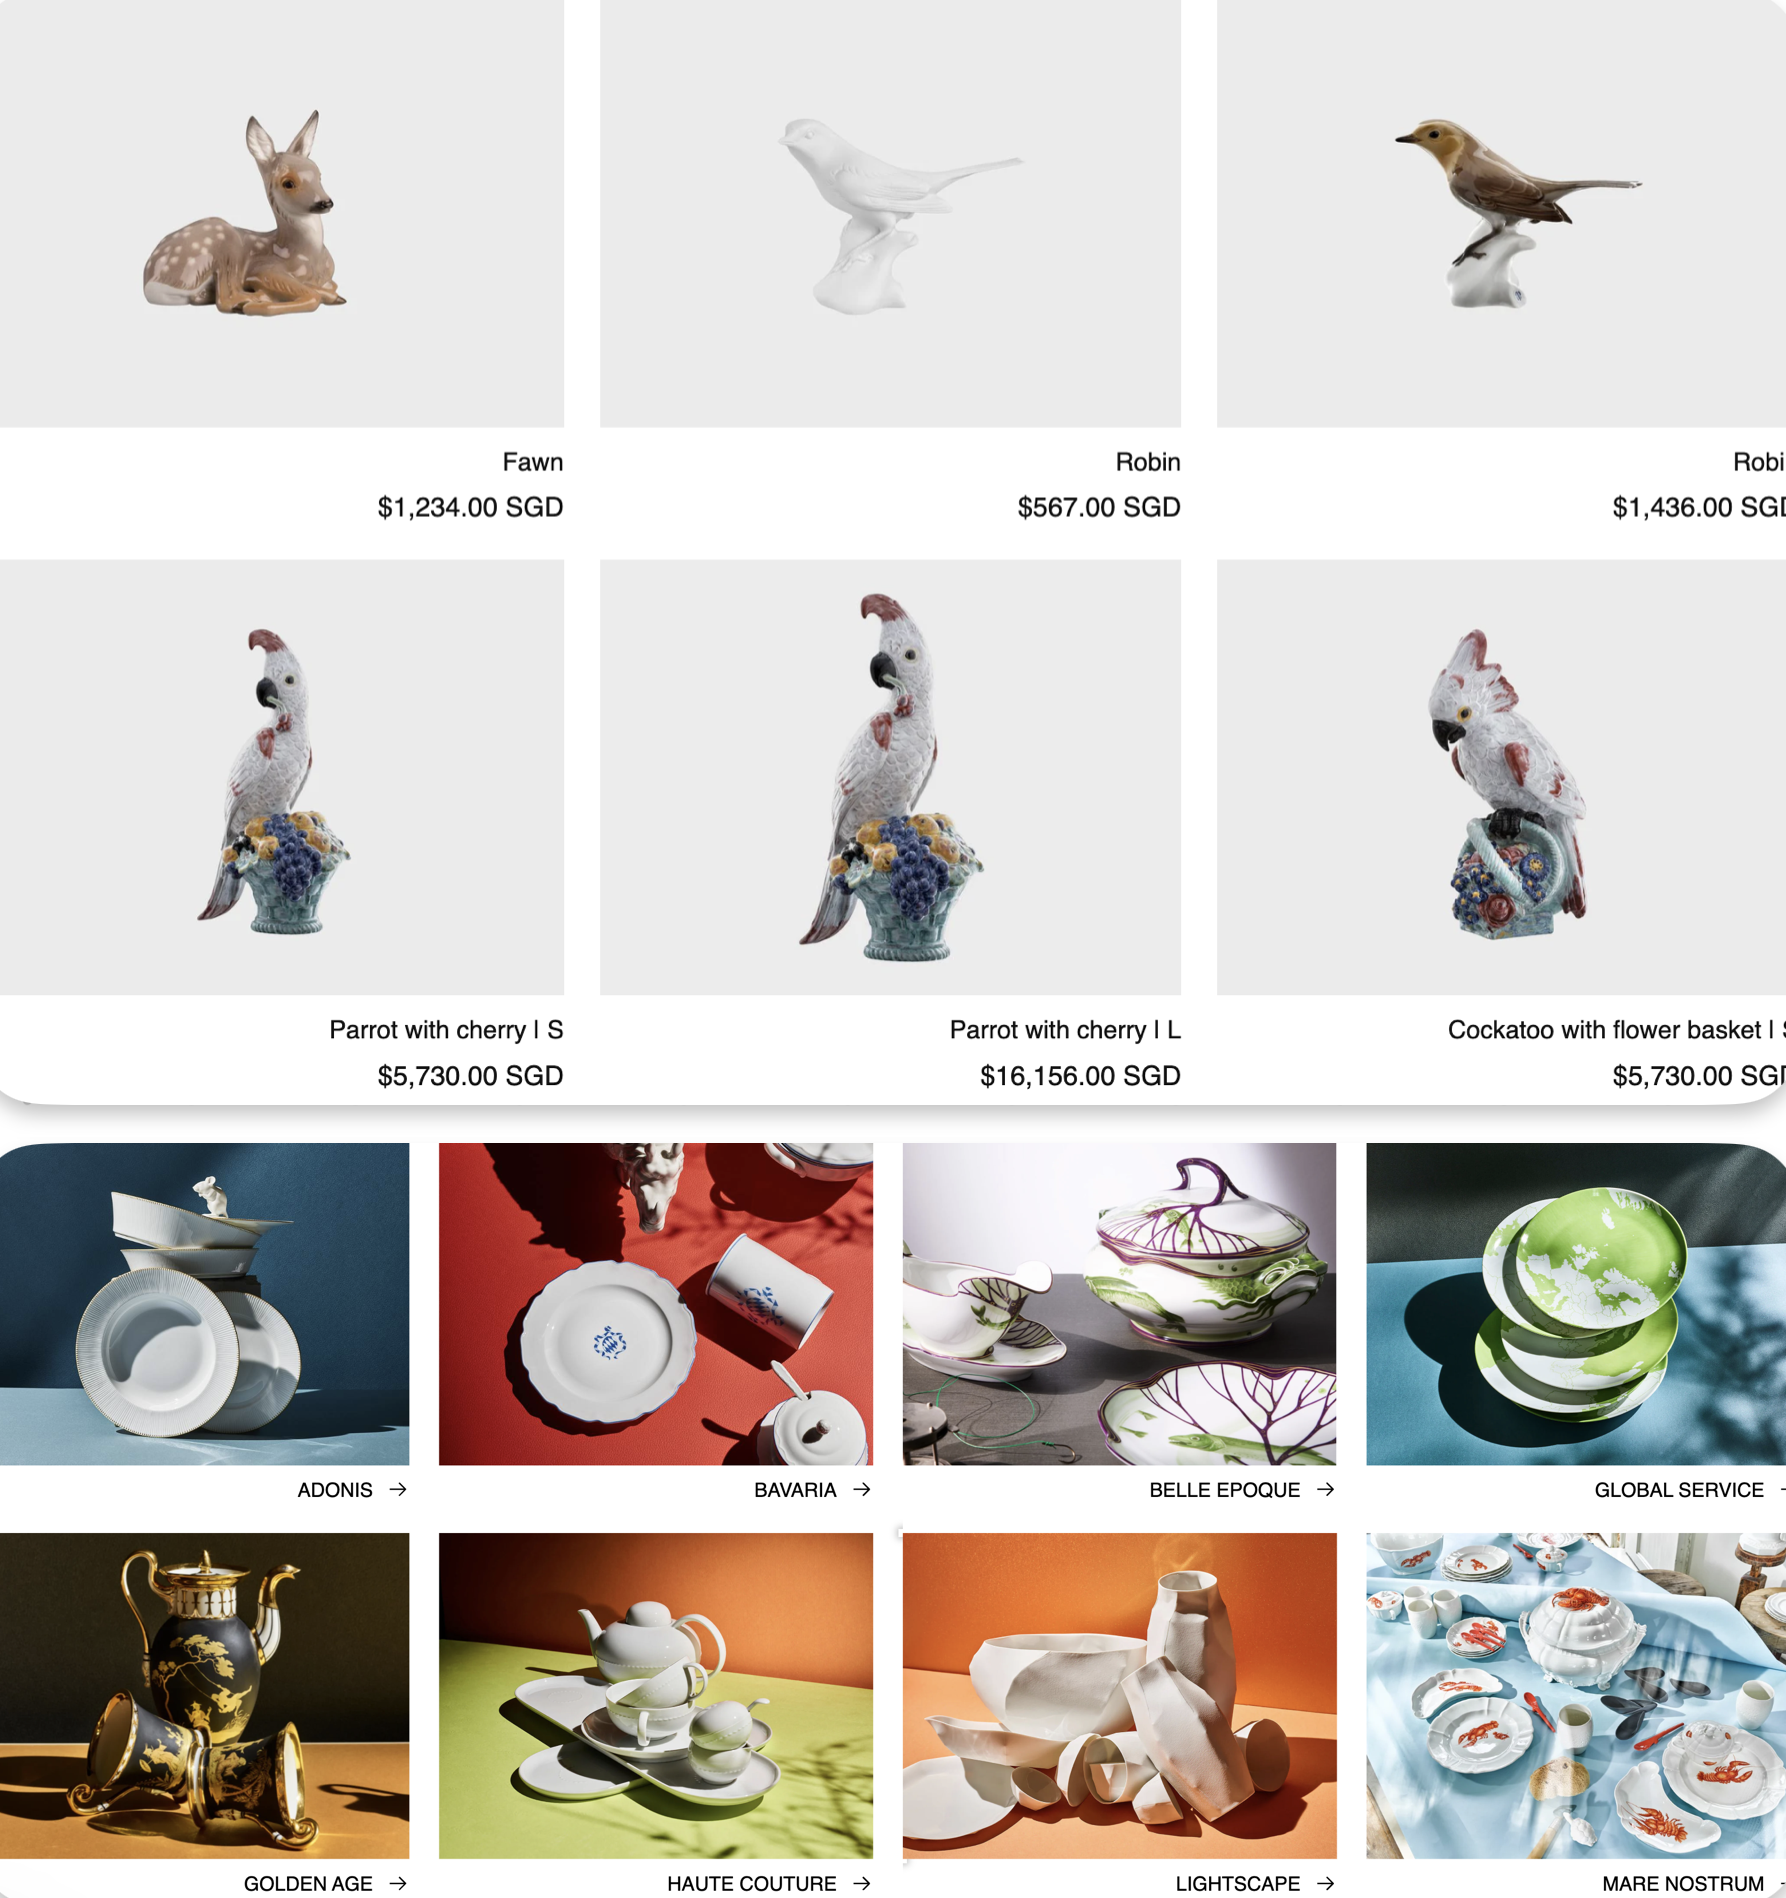 Fawn
$1,234.00 SGD
Robin
$567.00 SGD
Robi
$1,436.00 SG
Parrot with cherry | S
$5,730.00 SGD
Parrot with cherry | L
$16,156.00 SGD
Cockatoo with flower basket |
$5,730.00 SG
ADONIS →
BAVARIA →
BELLE EPOQUE →
GLOBAL SERVICE
GOLDEN AGE →
HAUTE COUTURE →
LIGHTSCAPE →
MARE NOSTRUM